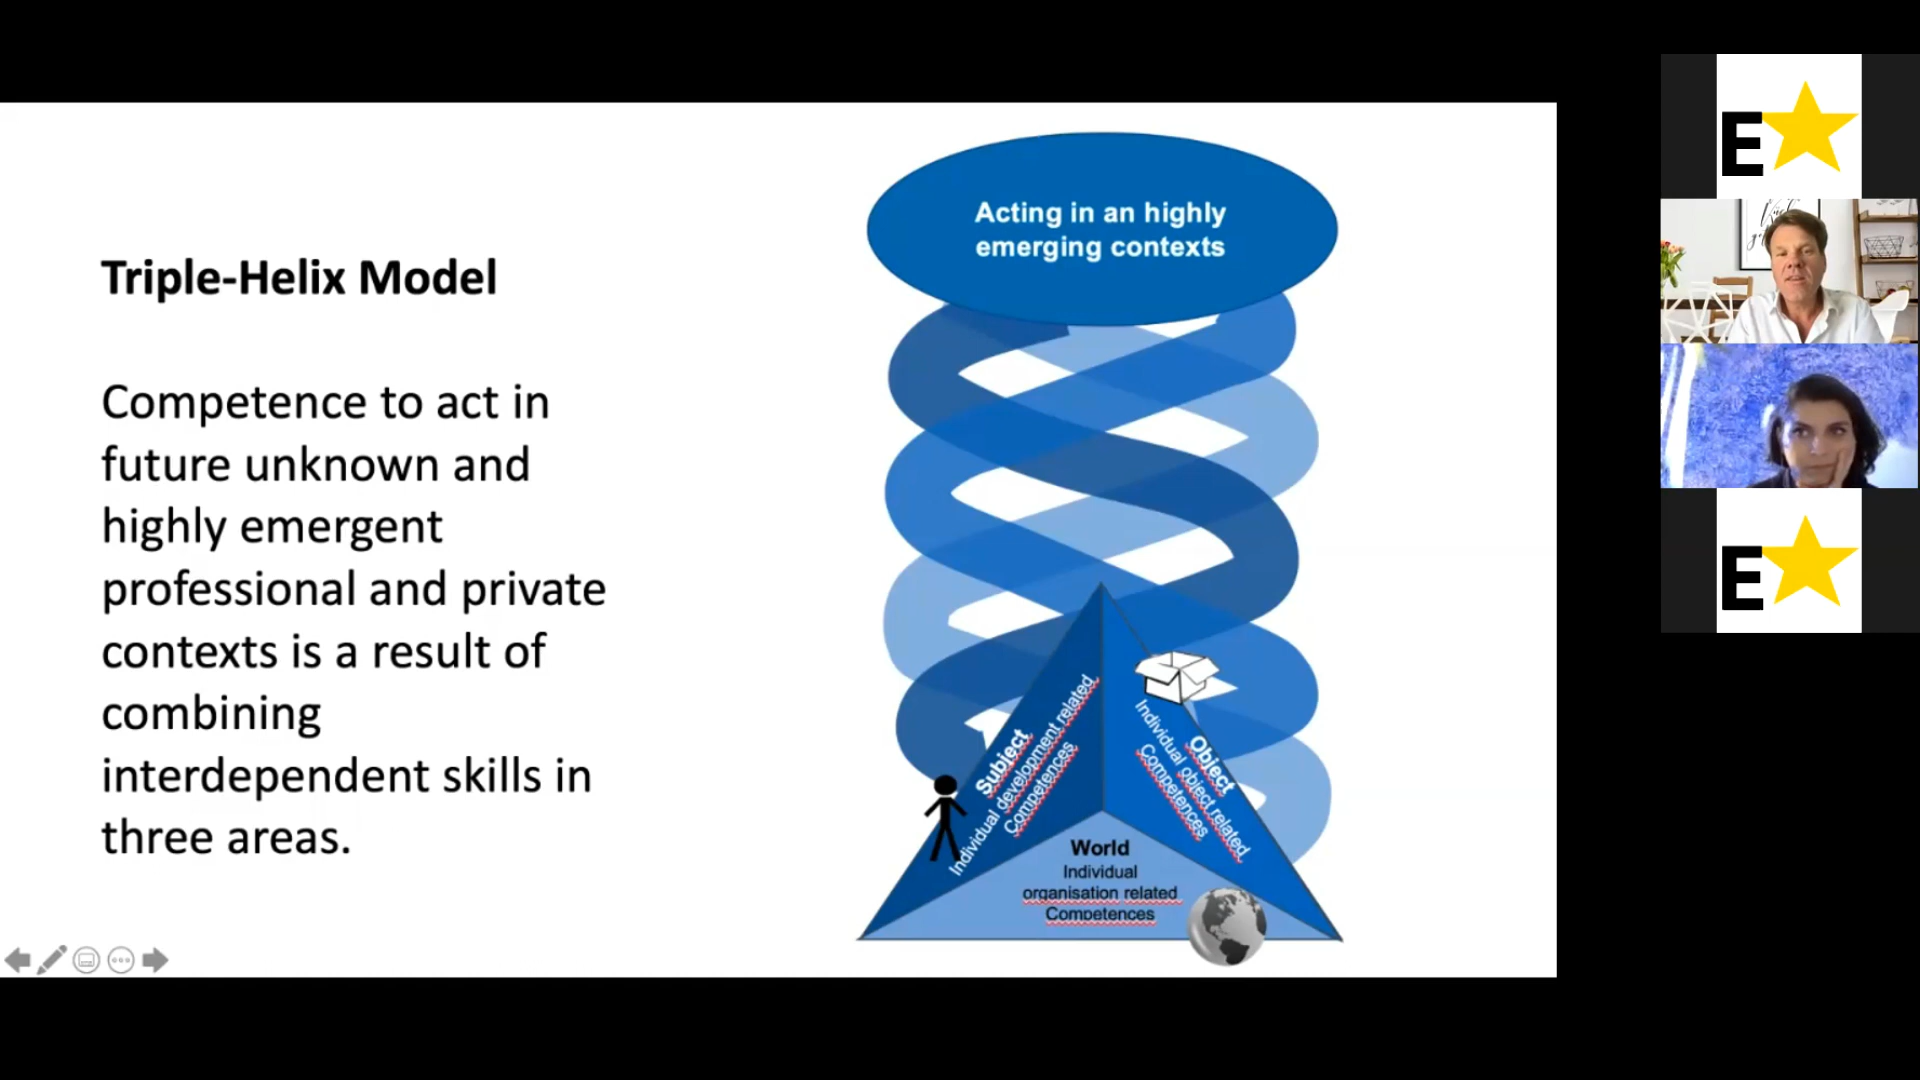 Triple-Helix Model
Competence to act in
future unknown and
highly emergent
professional and private
contexts is a result of
combining
interdependent skills in
three areas.
Acting in an highly
emerging contexts
Subject
Individual development related
Competences
Object
Individual object related
Competences
World
Individual
organisation related
Competences
E
E